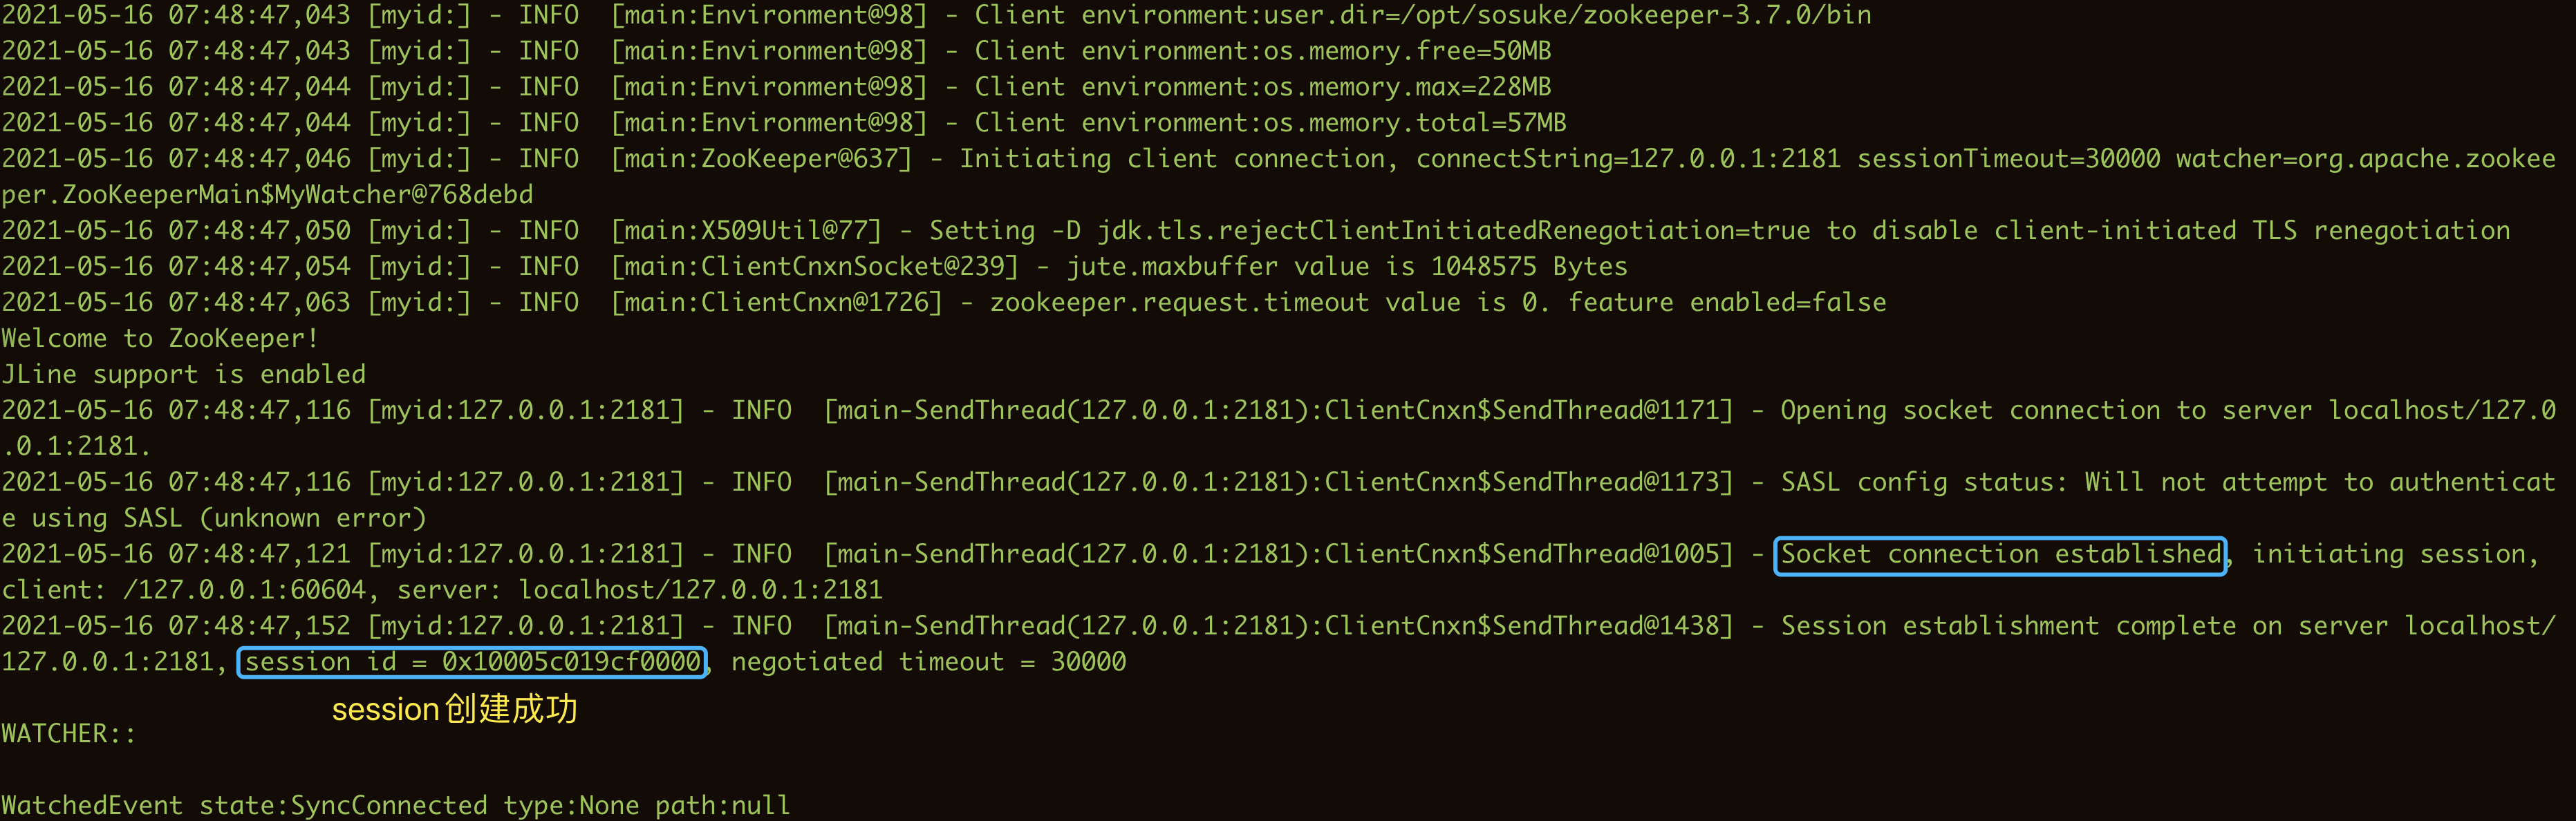 2021-05-16 07:48:47,043 [myid:] - INFO  [main:Environment@98] - Client environment:user.dir=/opt/sosuke/zookeeper-3.7.0/bin
2021-05-16 07:48:47,043 [myid:] - INFO  [main:Environment@98] - Client environment:os.memory.free=50MB
2021-05-16 07:48:47,044 [myid:] - INFO  [main:Environment@98] - Client environment:os.memory.max=228MB
2021-05-16 07:48:47,044 [myid:] - INFO  [main:Environment@98] - Client environment:os.memory.total=57MB
2021-05-16 07:48:47,046 [myid:] - INFO  [main:ZooKeeper@637] - Initiating client connection, connectString=127.0.0.1:2181 sessionTimeout=30000 watcher=org.apache.zookee
per.ZooKeeperMain$MyWatcher@768debd
2021-05-16 07:48:47,050 [myid:] - INFO  [main:X509Util@77] - Setting -D jdk.tls.rejectClientInitiatedRenegotiation=true to disable client-initiated TLS renegotiation
2021-05-16 07:48:47,054 [myid:] - INFO  [main:ClientCnxnSocket@239] - jute.maxbuffer value is 1048575 Bytes
2021-05-16 07:48:47,063 [myid:] - INFO  [main:ClientCnxn@1726] - zookeeper.request.timeout value is 0. feature enabled=false
Welcome to ZooKeeper!
JLine support is enabled
2021-05-16 07:48:47,116 [myid:127.0.0.1:2181] - INFO  [main-SendThread(127.0.0.1:2181):ClientCnxn$SendThread@1171] - Opening socket connection to server localhost/127.0
.0.1:2181.
2021-05-16 07:48:47,116 [myid:127.0.0.1:2181] - INFO  [main-SendThread(127.0.0.1:2181):ClientCnxn$SendThread@1173] - SASL config status: Will not attempt to authenticat
e using SASL (unknown error)
2021-05-16 07:48:47,121 [myid:127.0.0.1:2181] - INFO  [main-SendThread(127.0.0.1:2181):ClientCnxn$SendThread@1005] - Socket connection established, initiating session,
client: /127.0.0.1:60604, server: localhost/127.0.0.1:2181
2021-05-16 07:48:47,152 [myid:127.0.0.1:2181] - INFO  [main-SendThread(127.0.0.1:2181):ClientCnxn$SendThread@1438] - Session establishment complete on server localhost/
127.0.0.1:2181, session id = 0x10005c019cf0000, negotiated timeout = 30000
session创建成功
WATCHER::
WatchedEvent state:SyncConnected type:None path:null